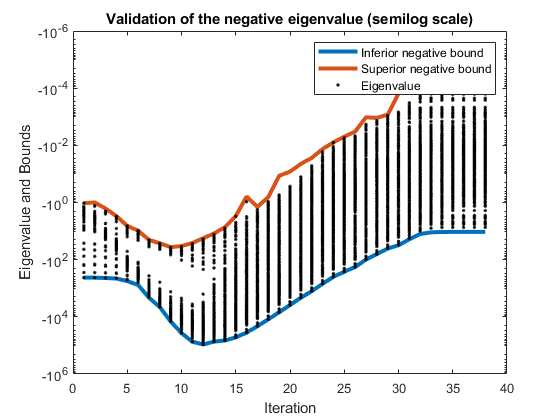 Validation of the negative eigenvalue (semilog scale)
Inferior negative bound
Superior negative bound
Eigenvalue
Eigenvalue and Bounds
-10^-6
-10^-4
-10^-2
-10^0
-10^2
-10^4
-10^6
0 5 10 15 20 25 30 35 40
Iteration